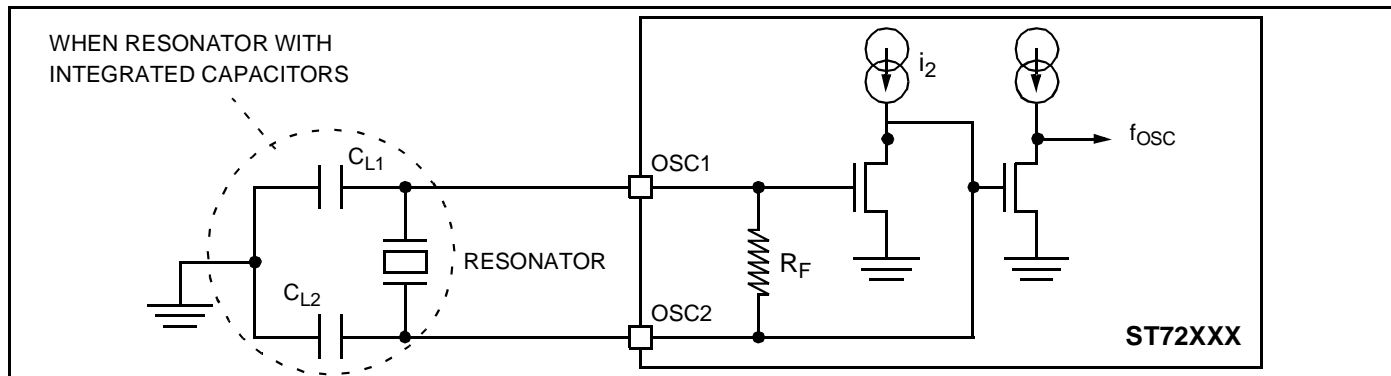 WHEN RESONATOR WITH
INTEGRATED CAPACITORS
i2
fOSC
CL1
OSC1
RESONATOR
RF
CL2
OSC2
ST72XXX